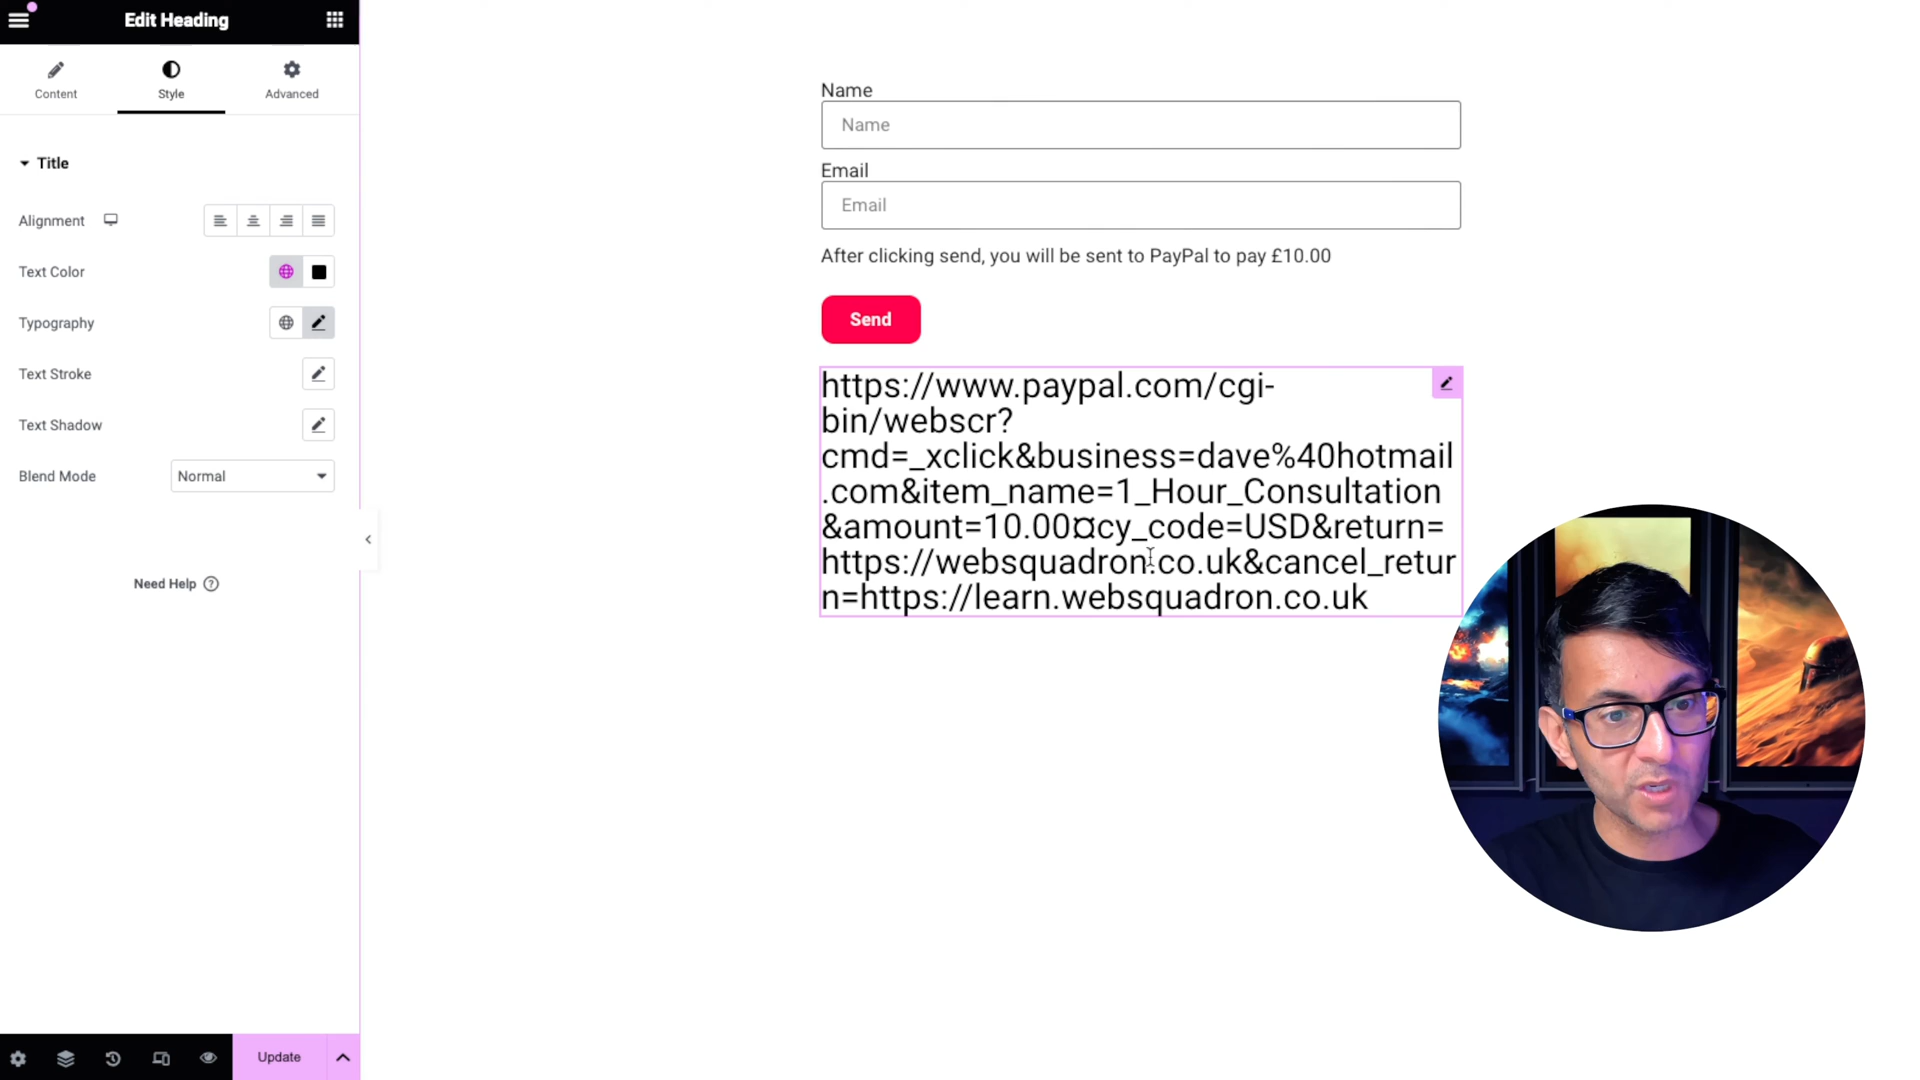 Edit Heading
Content
Style
Advanced
Title
Alignment
Text Color
Typography
Text Stroke
Text Shadow
Blend Mode
Normal
Need Help
Update
Name
Name
Email
Email
After clicking send, you will be sent to PayPal to pay £10.00
Send
https://www.paypal.com/cgi-
bin/webscr?
cmd=_xclick&business=dave%40hotmail
.com&item_name=1_Hour_Consultation
&amount=10.00¤cy_code=USD&return=
https://websquadron.co.uk&cancel_retur
n=https://learn.websquadron.co.uk